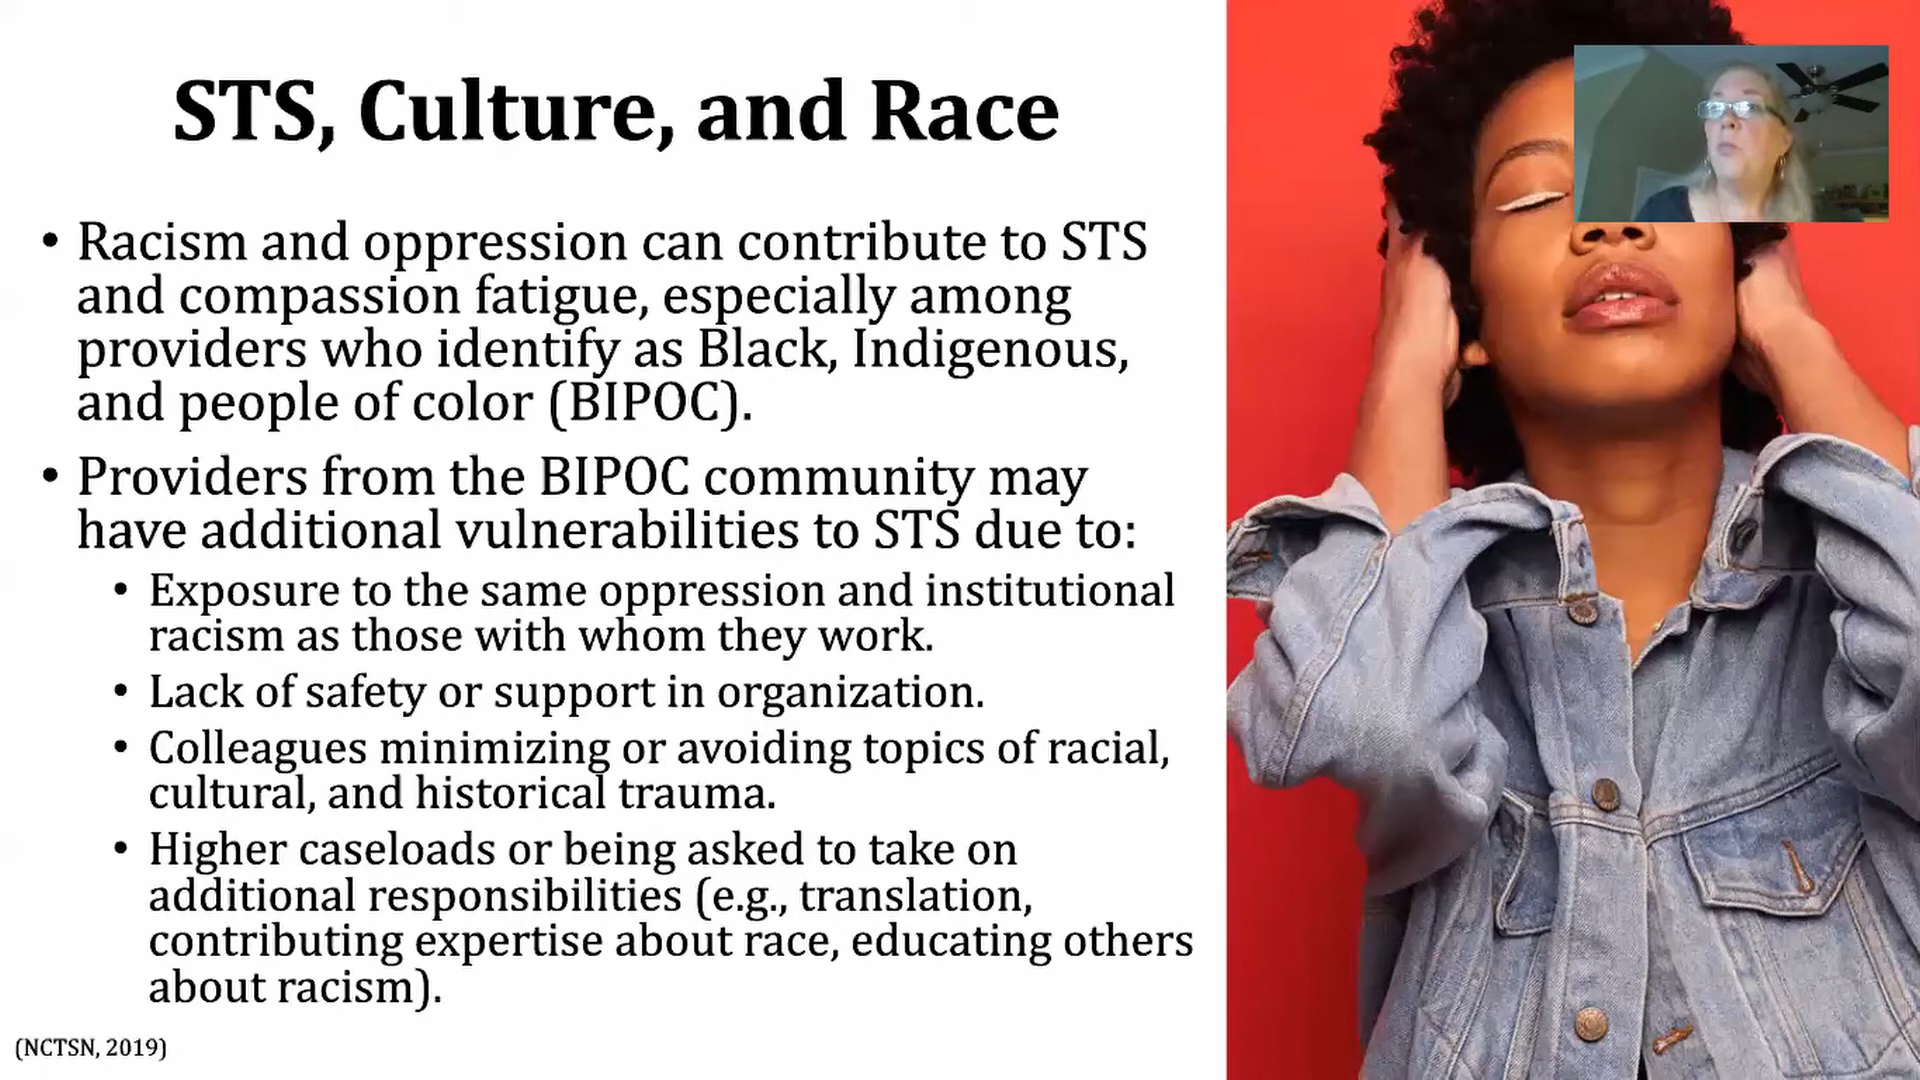 STS, Culture, and Race
• Racism and oppression can contribute to STS
and compassion fatigue, especially among
providers who identify as Black, Indigenous,
and people of color (BIPOC).
• Providers from the BIPOC community may
have additional vulnerabilities to STS due to:
• Exposure to the same oppression and institutional
racism as those with whom they work.
• Lack of safety or support in organization.
• Colleagues minimizing or avoiding topics of racial,
cultural, and historical trauma.
• Higher caseloads or being asked to take on
additional responsibilities (e.g., translation,
contributing expertise about race, educating others
about racism).
(NCTSN, 2019)